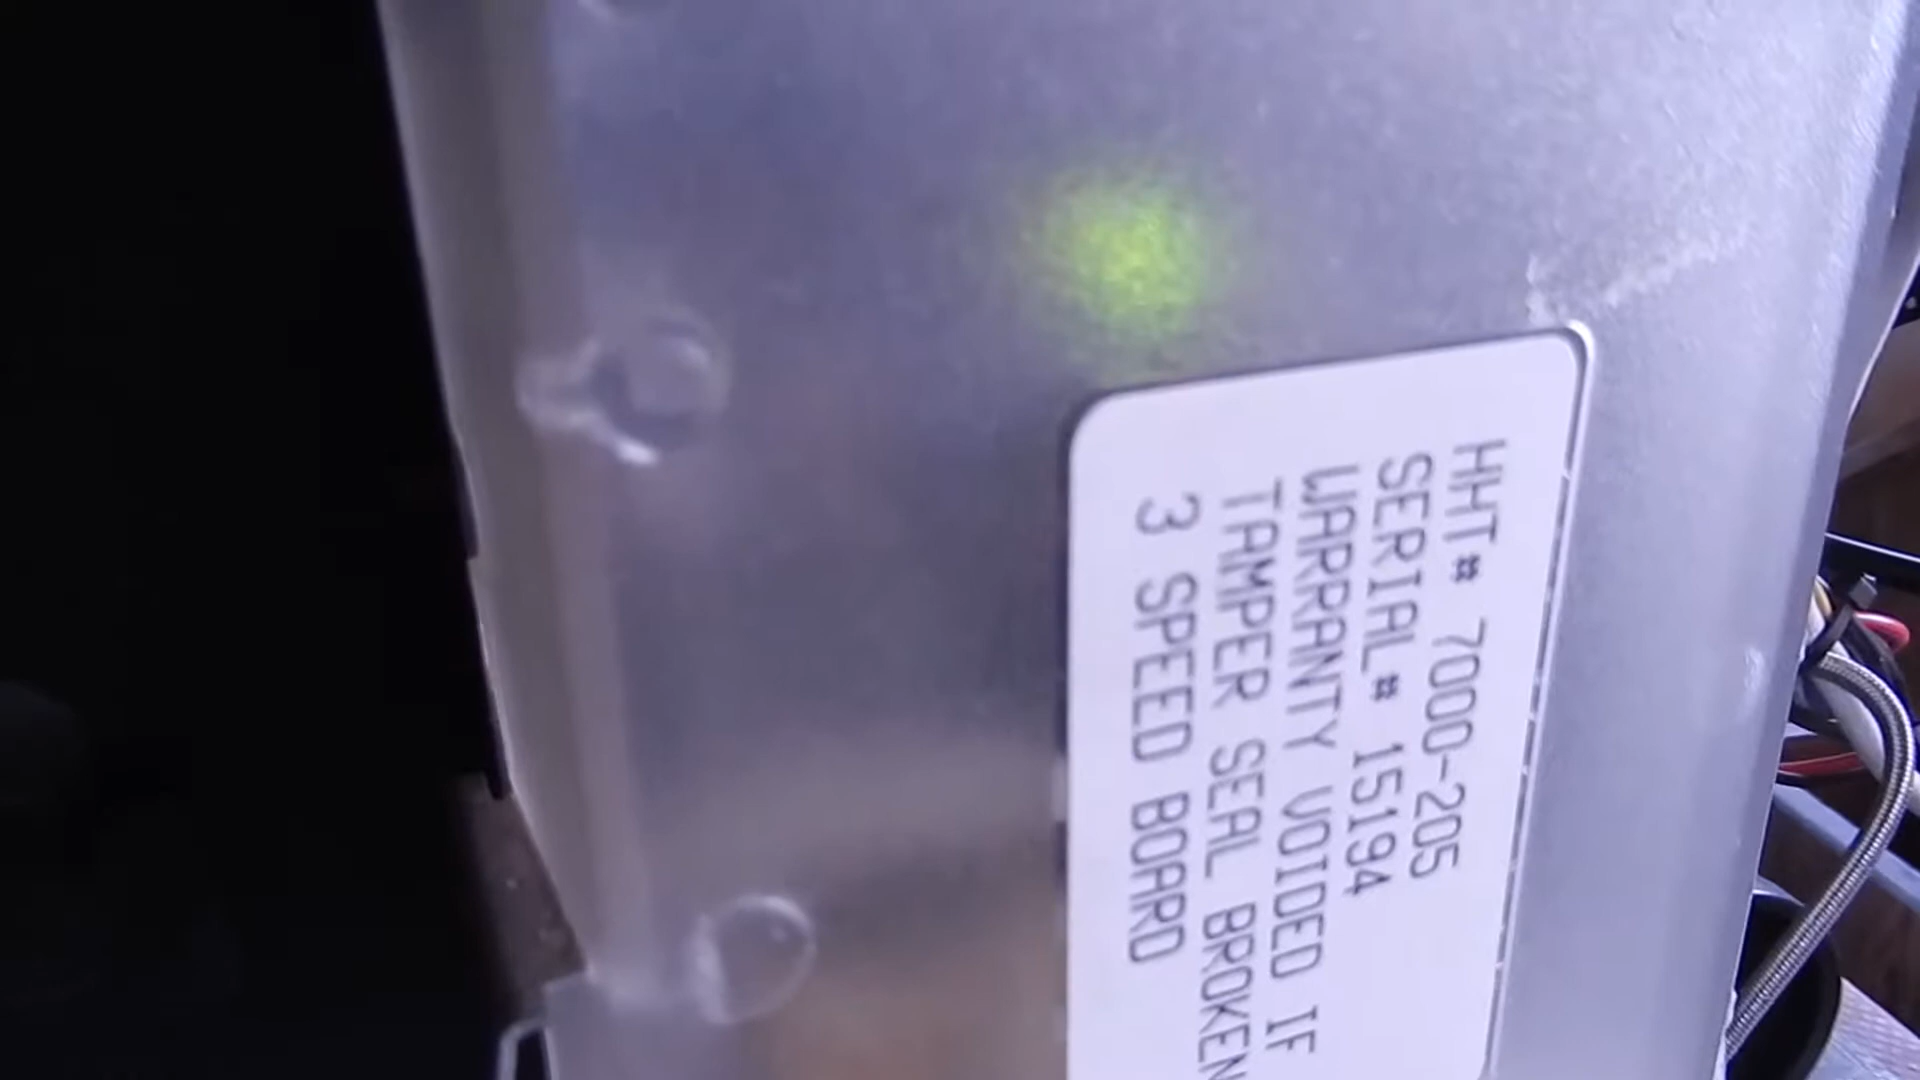 HHT# 7000-205
SERIAL# 15194
WARRANTY VOIDED IF
TAMPER SEAL BROKEN
3 SPEED BOARD